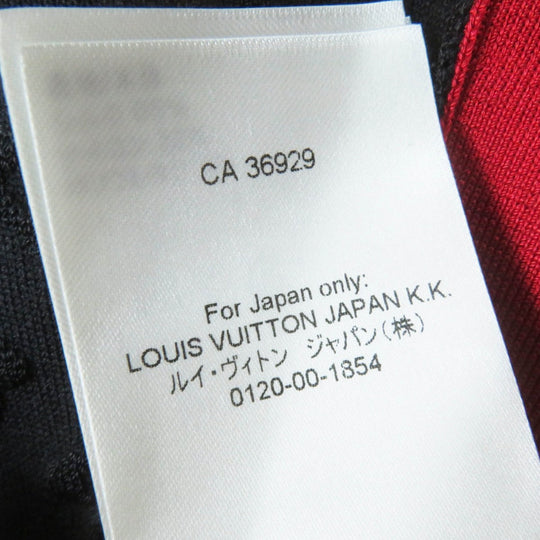 CA 36929
For Japan only:
LOUIS VUITTON JAPAN K.K.
ルイ・ヴィトン ジャパン(株)
0120-00-1854